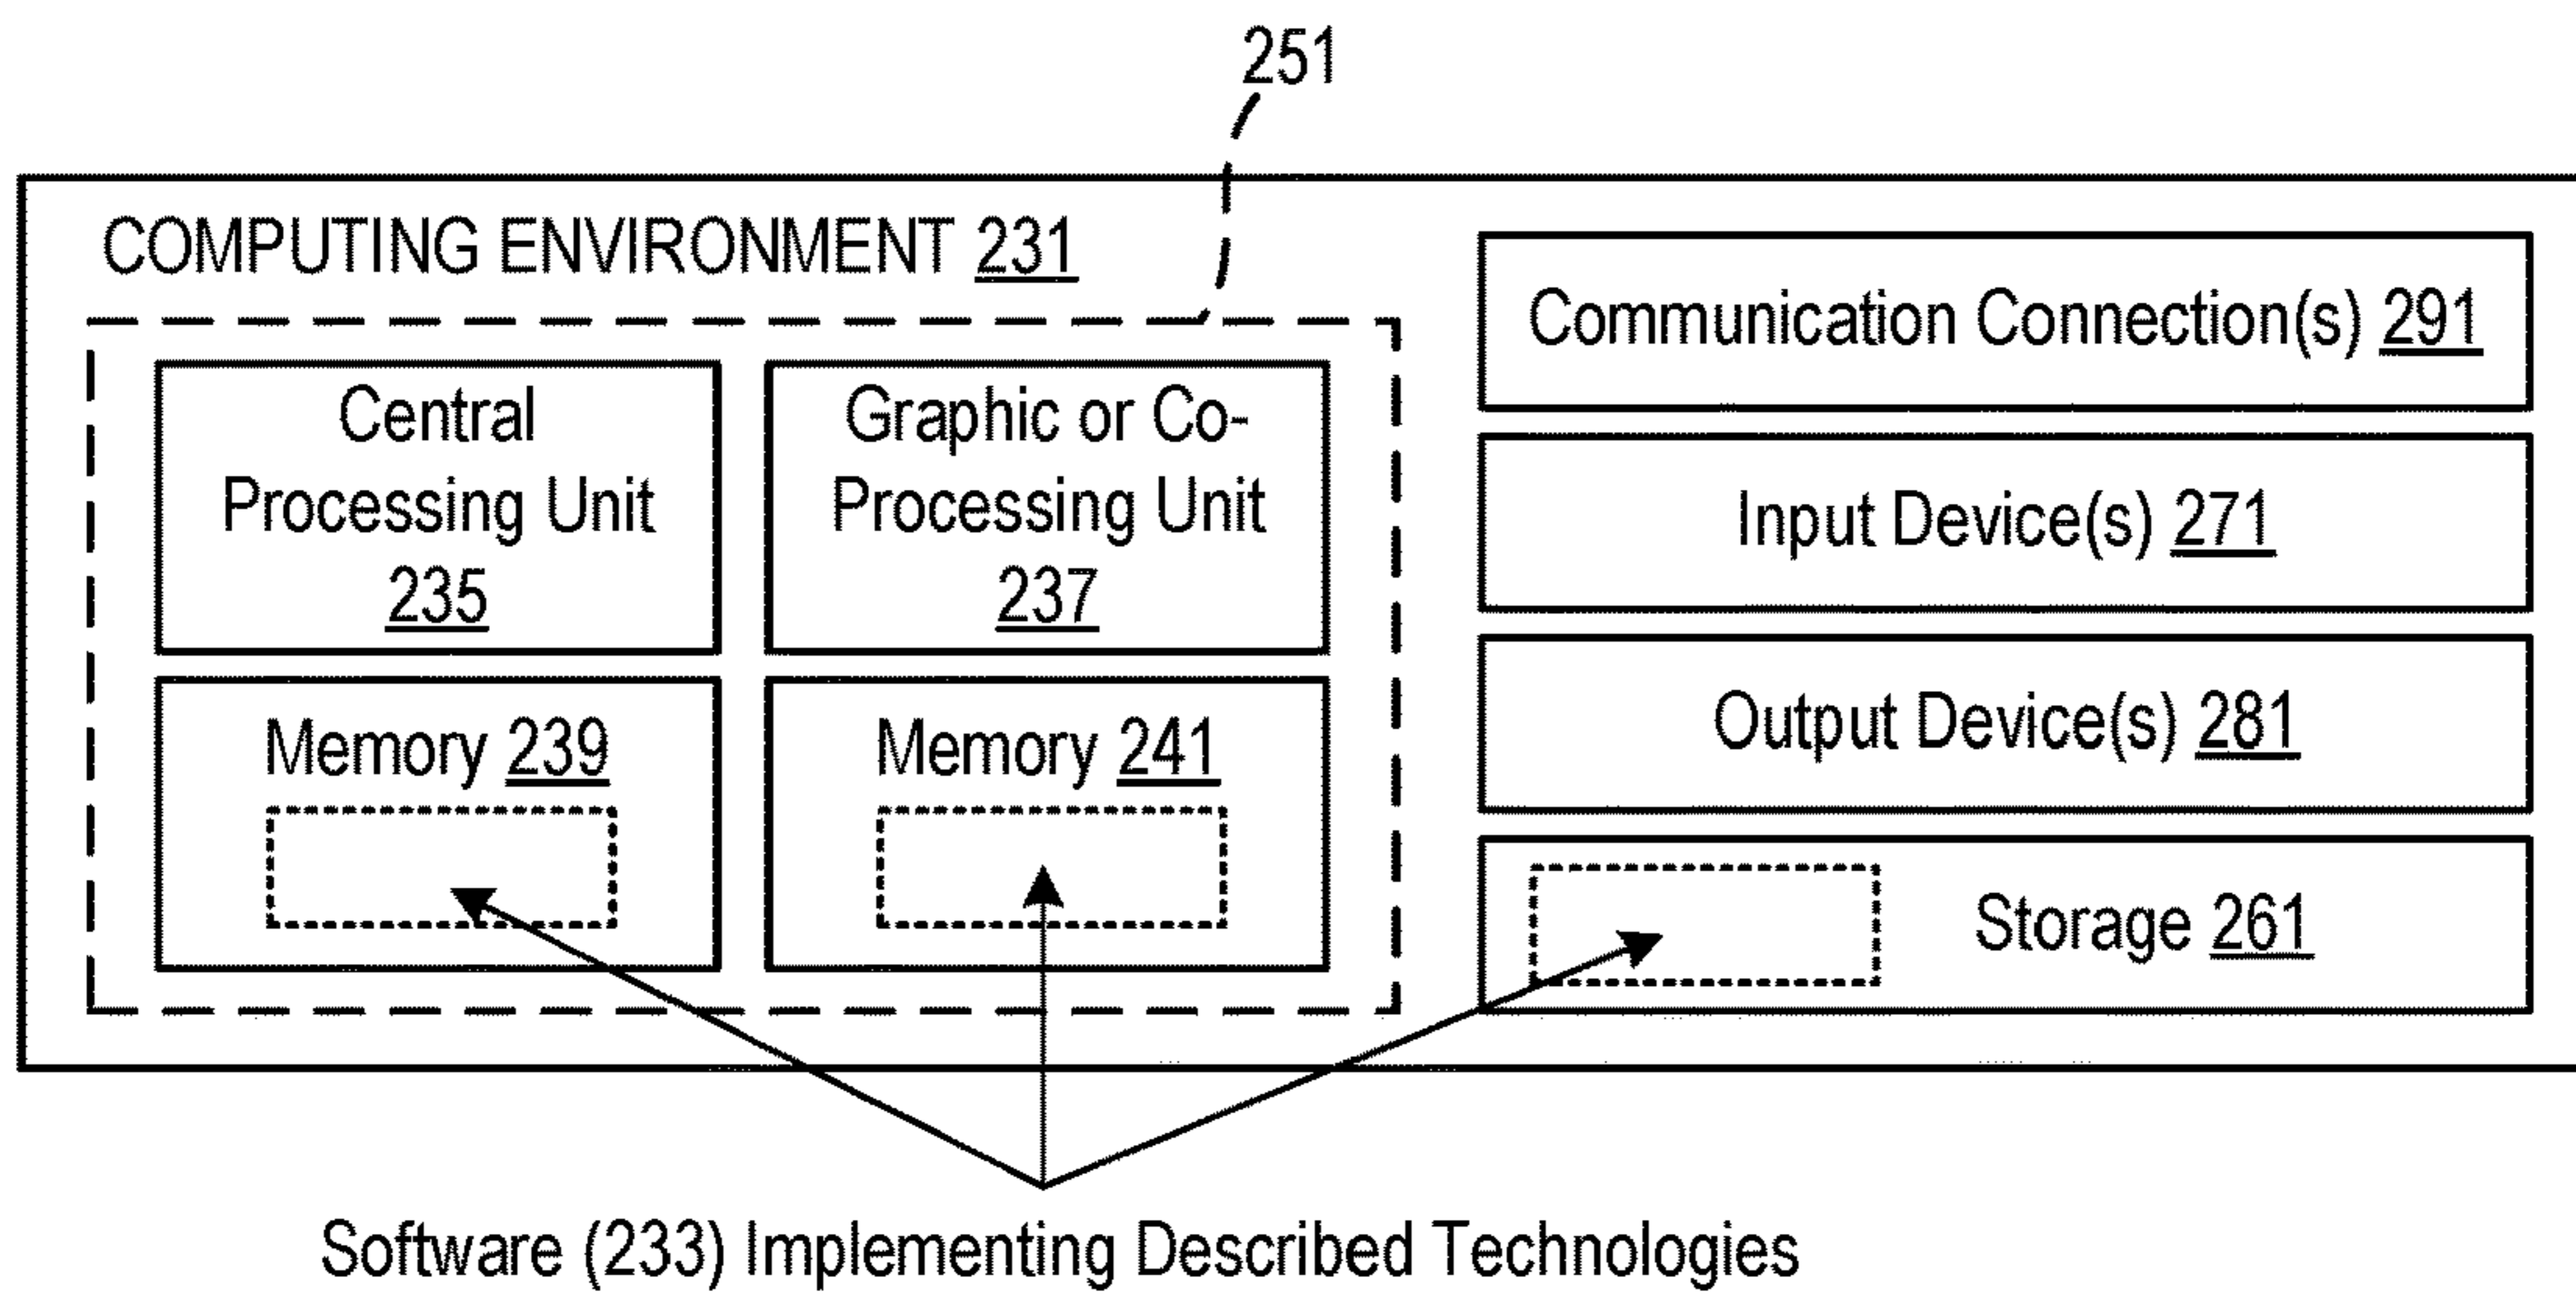 251
COMPUTING ENVIRONMENT 231
Central
Processing Unit
235
Graphic or Co-
Processing Unit
237
Memory 239
Memory 241
Communication Connection(s) 291
Input Device(s) 271
Output Device(s) 281
Storage 261
Software (233) Implementing Described Technologies